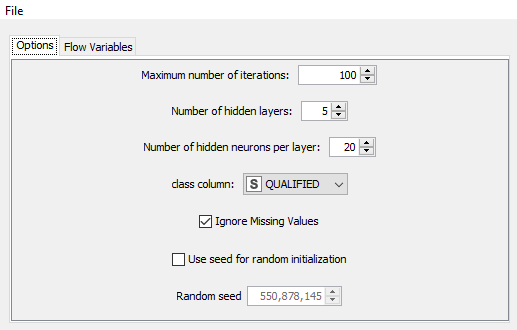 File
Options Flow Variables
Maximum number of iterations: 100
Number of hidden layers: 5
Number of hidden neurons per layer: 20
class column: S QUALIFIED
Ignore Missing Values
Use seed for random initialization
Random seed 550,878,145